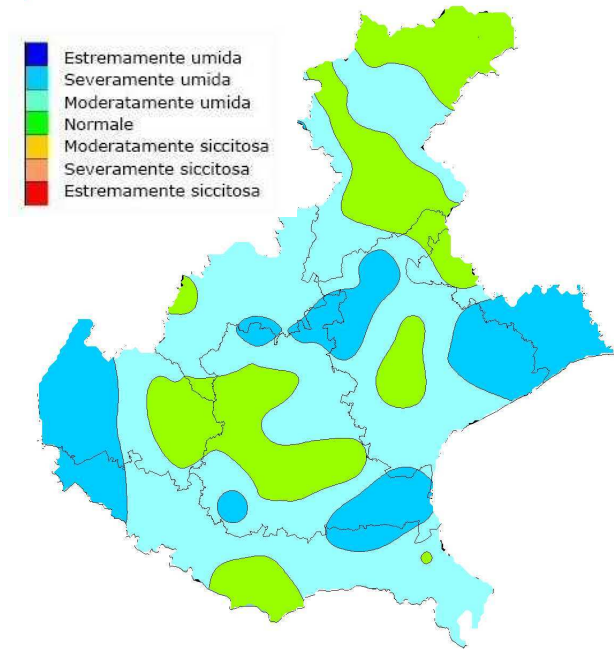 Estremamente umida
Severamente umida
Moderatamente umida
Normale
Moderatamente siccitosa
Severamente siccitosa
Estremamente siccitosa